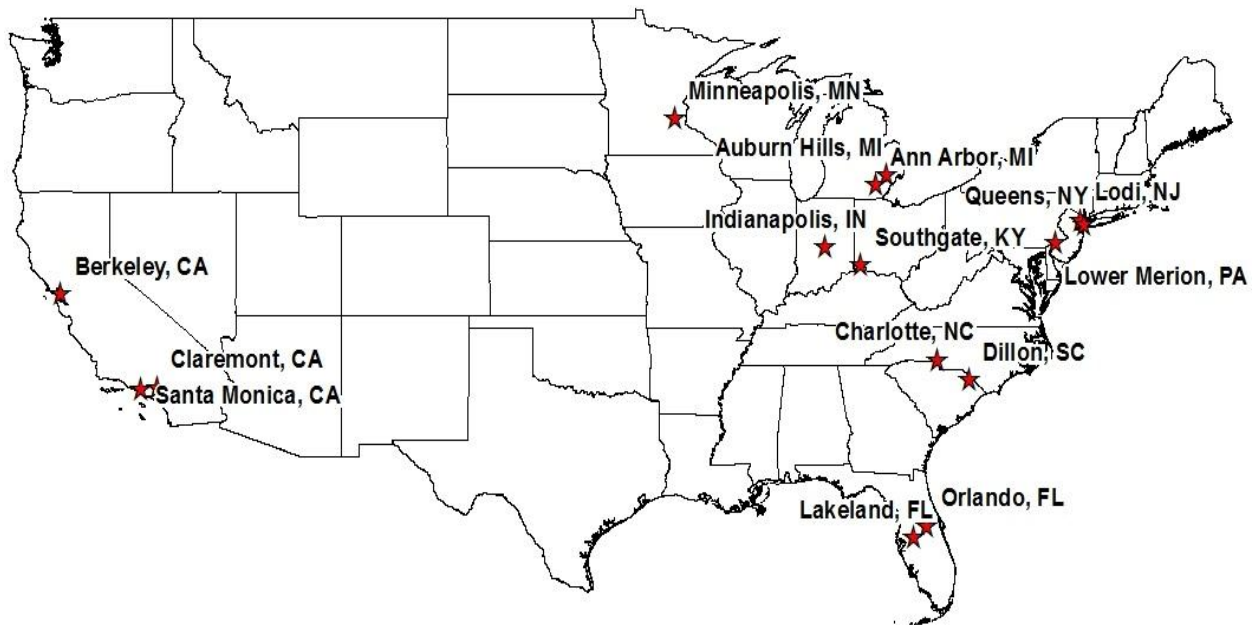 Minneapolis, MN
Auburn Hills, MI
Ann Arbor, MI
Queens, NY
Lodi, NJ
Indianapolis, IN
Southgate, KY
Berkeley, CA
Lower Merion, PA
Charlotte, NC
Dillon, SC
Claremont, CA
Santa Monica, CA
Orlando, FL
Lakeland, FL